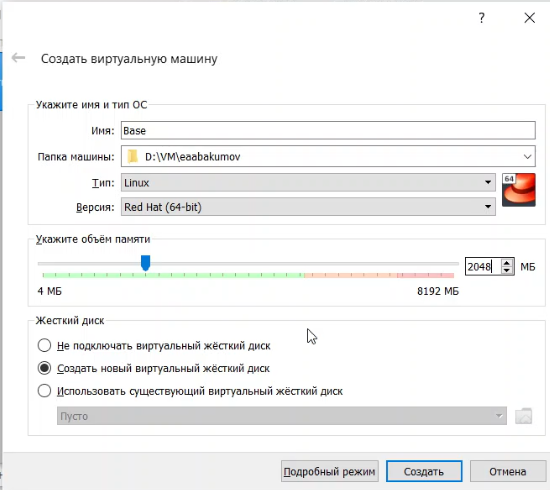 ?
Создать виртуальную машину
Укажите имя и тип ОС
Имя: Base
Папка машины: D:\VM\eaabakumov
Тип: Linux
64
Версия: Red Hat (64-bit)
Укажите объём памяти
2048 МБ
4 МБ 8192 МБ
Жесткий диск
Не подключать виртуальный жёсткий диск
Создать новый виртуальный жёсткий диск
Использовать существующий виртуальный жёсткий диск
Пусто
Подробный режим Создать Отмена